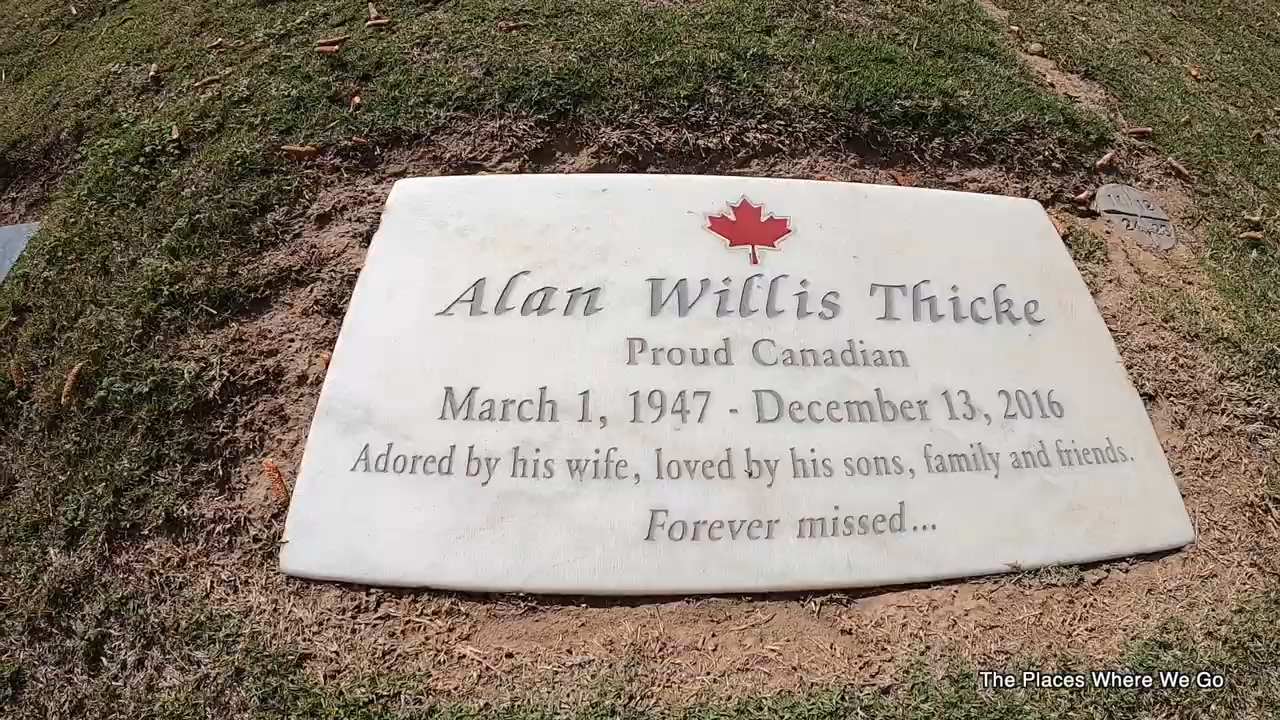 Alan Willis Thicke
Proud Canadian
March 1, 1947 - December 13, 2016
Adored by his wife, loved by his sons, family and friends.
Forever missed...
The Places Where We Go